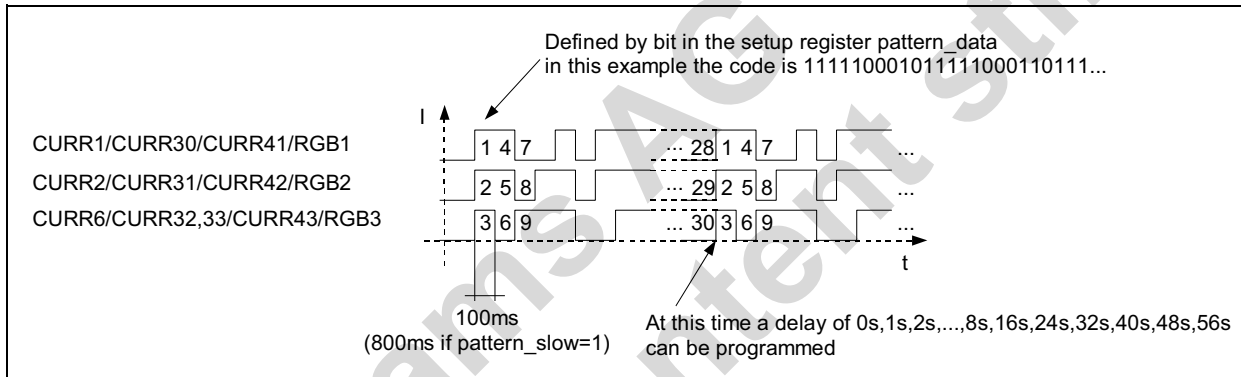 Defined by bit in the setup register pattern_data
in this example the code is 111110001011111000110111...
I
CURR1/CURR30/CURR41/RGB1
1 4 7 ... 28 1 4 7 ...
CURR2/CURR31/CURR42/RGB2
2 5 8 ... 29 2 5 8 ...
CURR6/CURR32,33/CURR43/RGB3
3 6 9 ... 30 3 6 9 ...
t
100ms
(800ms if pattern_slow=1)
At this time a delay of 0s,1s,2s,...,8s,16s,24s,32s,40s,48s,56s
can be programmed
ams AG